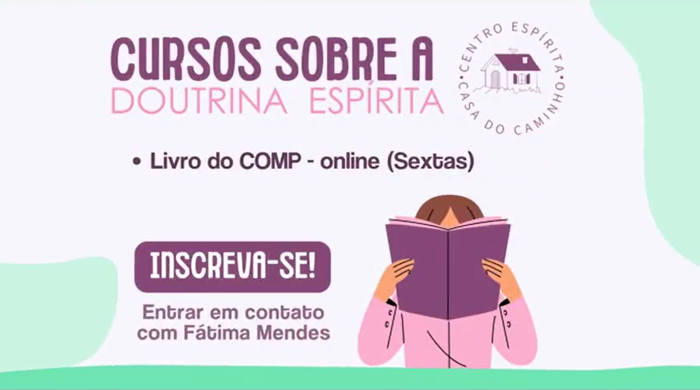 CURSOS SOBRE A
DOUTRINA ESPÍRITA
CENTRO ESPÍRITA
CASA DO CAMINHO
• Livro do COMP - online (Sextas)
INSCREVA-SE!
Entrar em contato
com Fátima Mendes